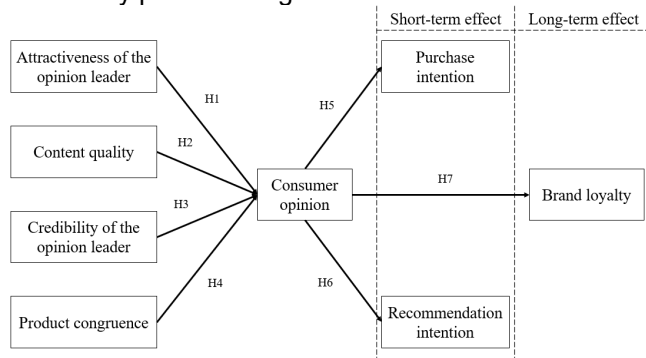 Short-term effect
Long-term effect
Attractiveness of the
opinion leader
Purchase
intention
H1
H5
H2
Content quality
Consumer
opinion
H7
Brand loyalty
H3
Credibility of the
opinion leader
H4
H6
Product congruence
Recommendation
intention